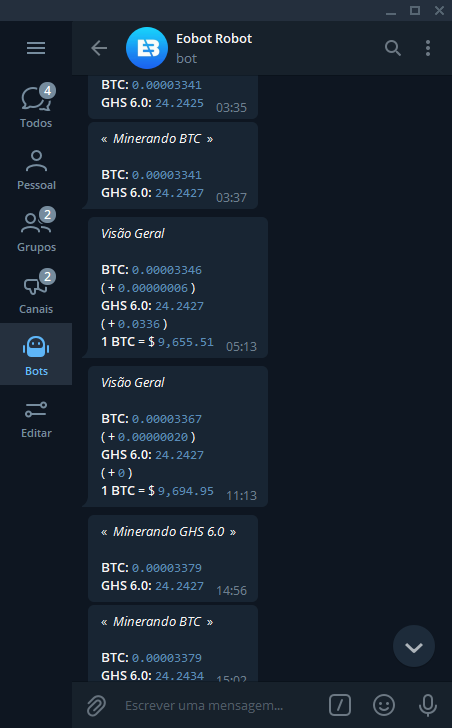 Eobot Robot
bot
4
Todos
Pessoal
2
Grupos
2
Canais
Bots
Editar
BTC: 0.00003341
GHS 6.0: 24.2425 03:35
« Minerando BTC »
BTC: 0.00003341
GHS 6.0: 24.2427 03:37
Visão Geral
BTC: 0.00003346
(+0.00000006)
GHS 6.0: 24.2427
(+0.0336)
1 BTC = $ 9,655.51 05:13
Visão Geral
BTC: 0.00003367
(+0.00000020)
GHS 6.0: 24.2427
(+0)
1 BTC = $ 9,694.95 11:13
« Minerando GHS 6.0 »
BTC: 0.00003379
GHS 6.0: 24.2427 14:56
« Minerando BTC »
BTC: 0.00003379
GHS 6.0: 24.2434 15:02
Escrever uma mensagem...